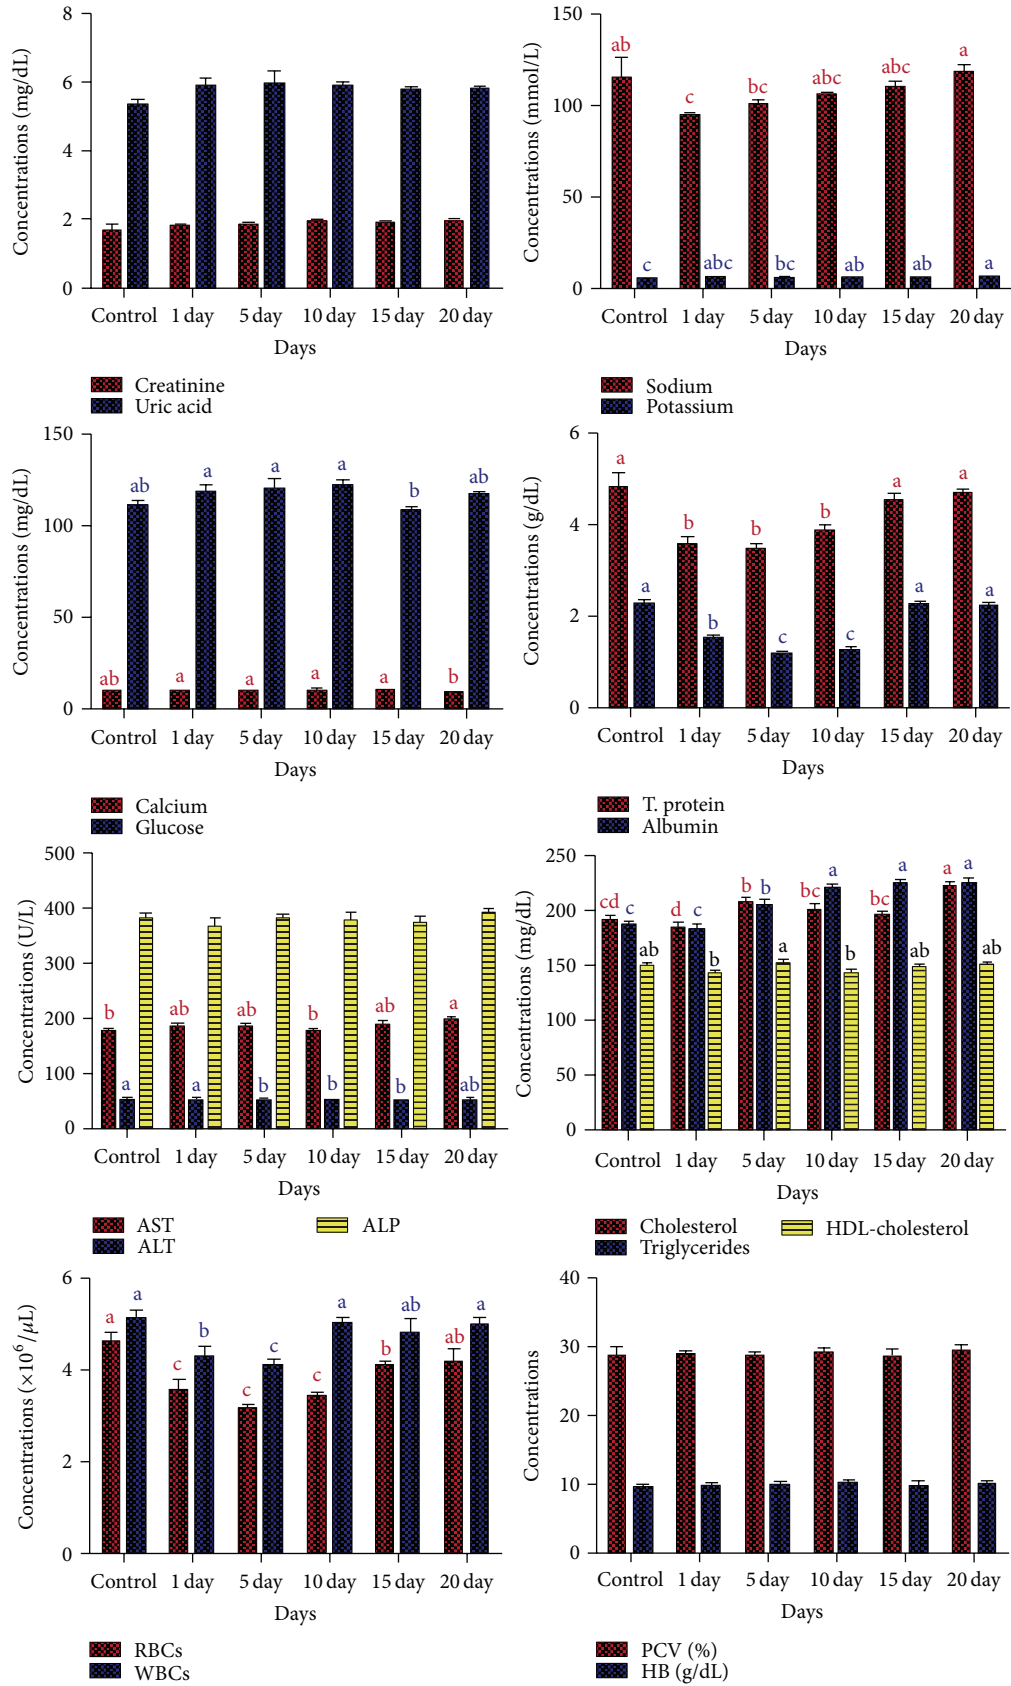 Concentrations (mg/dL)
8
6
4
2
0
Control 1 day 5 day 10 day 15 day 20 day
Days
Creatinine
Uric acid
Concentrations (mmol/L)
150
100
50
0
ab c bc abc abc a
c abc bc ab ab a
Control 1 day 5 day 10 day 15 day 20 day
Days
Sodium
Potassium
Concentrations (mg/dL)
150
100
50
0
ab a a a b ab
ab a a a a b
Control 1 day 5 day 10 day 15 day 20 day
Days
Calcium
Glucose
Concentrations (g/dL)
6
4
2
0
a b b b a a
a b c c a a
Control 1 day 5 day 10 day 15 day 20 day
Days
T. protein
Albumin
Concentrations (U/L)
500
400
300
200
100
0
b ab ab b ab a
a a b b b ab
Control 1 day 5 day 10 day 15 day 20 day
Days
AST
ALT
ALP
Concentrations (mg/dL)
250
200
150
100
50
0
cd d b bc bc a
c c b a a a
ab b a b ab ab
Control 1 day 5 day 10 day 15 day 20 day
Days
Cholesterol
Triglycerides
HDL-cholesterol
Concentrations (×10⁶/μL)
6
4
2
0
a c c c b ab
a b c a ab a
Control 1 day 5 day 10 day 15 day 20 day
Days
RBCs
WBCs
Concentrations
40
30
20
10
0
Control 1 day 5 day 10 day 15 day 20 day
Days
PCV (%)
HB (g/dL)